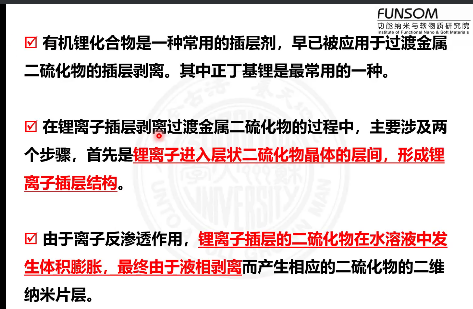 FUNSOM
功能纳米与软物质研究院
Institute of Functional Nano & Soft Materials
有机锂化合物是一种常用的插层剂，早已被应用于过渡金属
二硫化物的插层剥离。其中正丁基锂是最常用的一种。
在锂离子插层剥离过渡金属二硫化物的过程中，主要涉及两
个步骤，首先是锂离子进入层状二硫化物晶体的层间，形成锂
离子插层结构。
由于离子反渗透作用，锂离子插层的二硫化物在水溶液中发
生体积膨胀，最终由液相剥离而产生相应的二硫化物的二维
纳米片层。